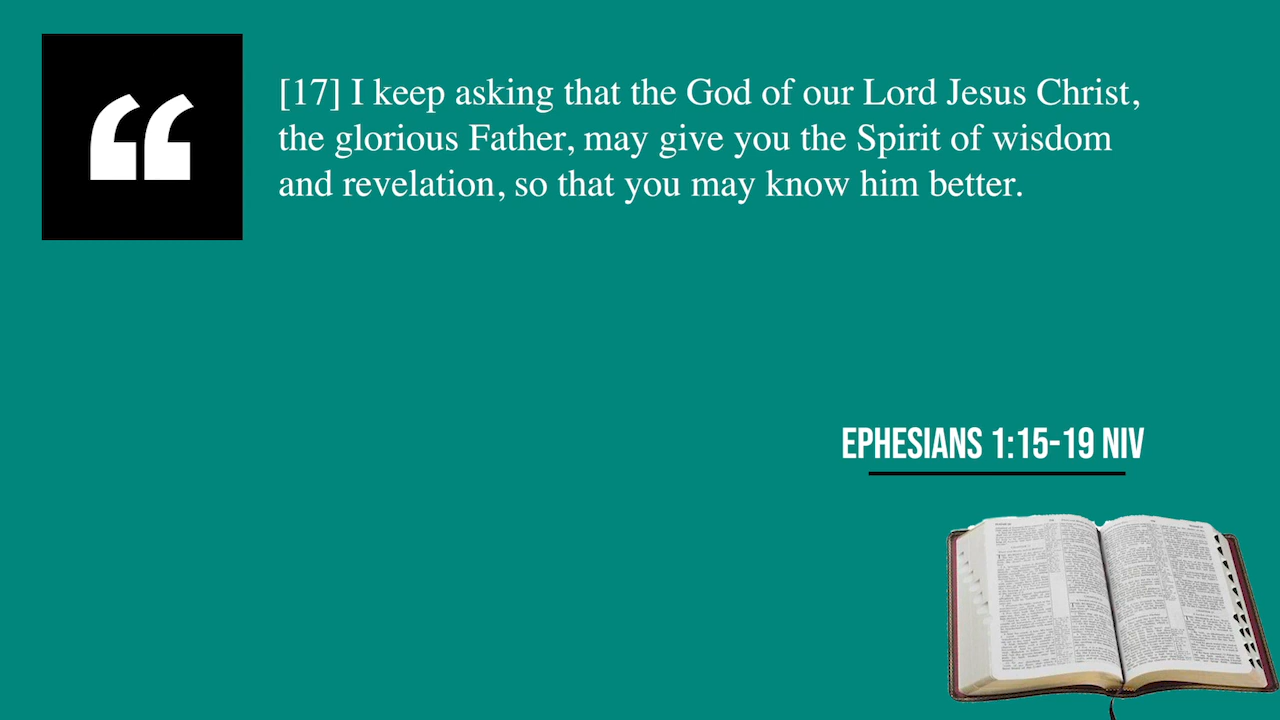 [17] I keep asking that the God of our Lord Jesus Christ,
the glorious Father, may give you the Spirit of wisdom
and revelation, so that you may know him better.
EPHESIANS 1:15-19 NIV